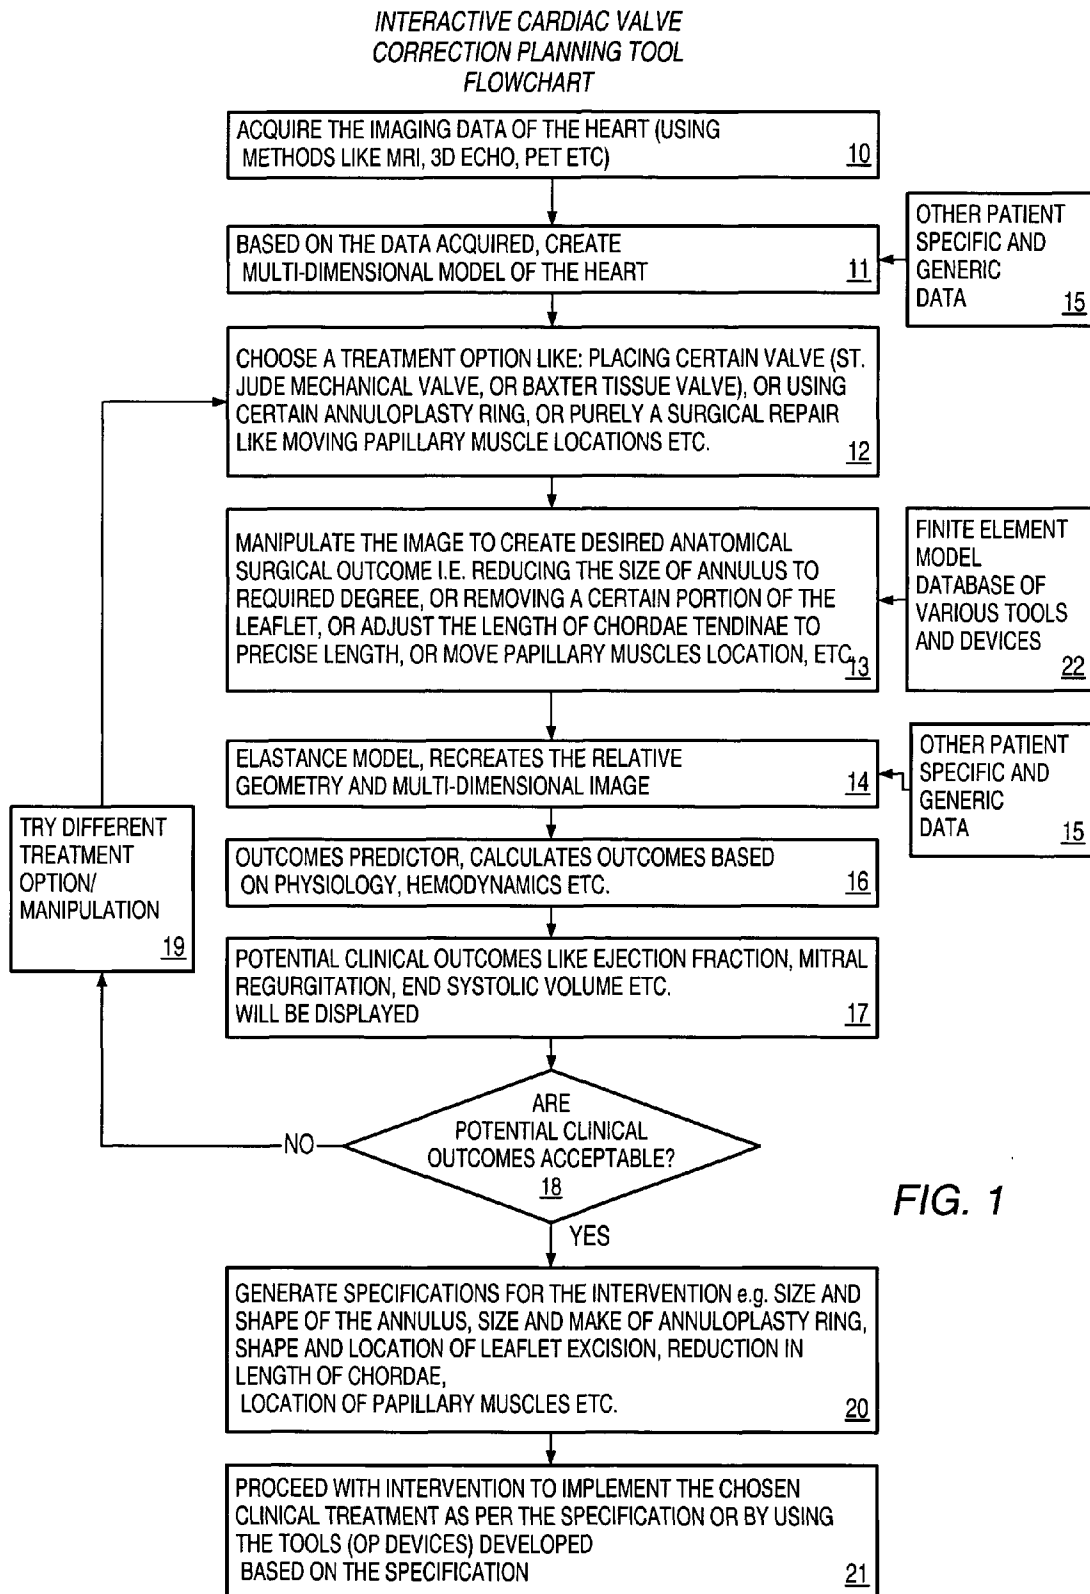 INTERACTIVE CARDIAC VALVE
CORRECTION PLANNING TOOL
FLOWCHART
ACQUIRE THE IMAGING DATA OF THE HEART (USING
METHODS LIKE MRI, 3D ECHO, PET ETC)
10
BASED ON THE DATA ACQUIRED, CREATE
MULTI-DIMENSIONAL MODEL OF THE HEART
11
OTHER PATIENT
SPECIFIC AND
GENERIC
DATA
15
CHOOSE A TREATMENT OPTION LIKE: PLACING CERTAIN VALVE (ST.
JUDE MECHANICAL VALVE, OR BAXTER TISSUE VALVE), OR USING
CERTAIN ANNULOPLASTY RING, OR PURELY A SURGICAL REPAIR
LIKE MOVING PAPILLARY MUSCLE LOCATIONS ETC.
12
MANIPULATE THE IMAGE TO CREATE DESIRED ANATOMICAL
SURGICAL OUTCOME I.E. REDUCING THE SIZE OF ANNULUS TO
REQUIRED DEGREE, OR REMOVING A CERTAIN PORTION OF THE
LEAFLET, OR ADJUST THE LENGTH OF CHORDAE TENDINAE TO
PRECISE LENGTH, OR MOVE PAPILLARY MUSCLES LOCATION, ETC.
13
FINITE ELEMENT
MODEL
DATABASE OF
VARIOUS TOOLS
AND DEVICES
22
ELASTANCE MODEL, RECREATES THE RELATIVE
GEOMETRY AND MULTI-DIMENSIONAL IMAGE
14
OTHER PATIENT
SPECIFIC AND
GENERIC
DATA
15
OUTCOMES PREDICTOR, CALCULATES OUTCOMES BASED
ON PHYSIOLOGY, HEMODYNAMICS ETC.
16
TRY DIFFERENT
TREATMENT
OPTION/
MANIPULATION
19
POTENTIAL CLINICAL OUTCOMES LIKE EJECTION FRACTION, MITRAL
REGURGITATION, END SYSTOLIC VOLUME ETC.
WILL BE DISPLAYED
17
ARE
POTENTIAL CLINICAL
OUTCOMES ACCEPTABLE?
18
NO
YES
FIG. 1
GENERATE SPECIFICATIONS FOR THE INTERVENTION e.g. SIZE AND
SHAPE OF THE ANNULUS, SIZE AND MAKE OF ANNULOPLASTY RING,
SHAPE AND LOCATION OF LEAFLET EXCISION, REDUCTION IN
LENGTH OF CHORDAE,
LOCATION OF PAPILLARY MUSCLES ETC.
20
PROCEED WITH INTERVENTION TO IMPLEMENT THE CHOSEN
CLINICAL TREATMENT AS PER THE SPECIFICATION OR BY USING
THE TOOLS (OP DEVICES) DEVELOPED
BASED ON THE SPECIFICATION
21